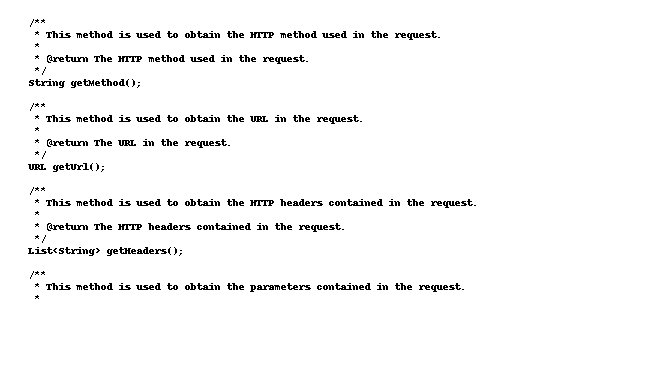 /**
 * This method is used to obtain the HTTP method used in the request.
 *
 * @return The HTTP method used in the request.
 */
String getMethod();

/**
 * This method is used to obtain the URL in the request.
 *
 * @return The URL in the request.
 */
URL getUrl();

/**
 * This method is used to obtain the HTTP headers contained in the request.
 *
 * @return The HTTP headers contained in the request.
 */
List<String> getHeaders();

/**
 * This method is used to obtain the parameters contained in the request.
 *